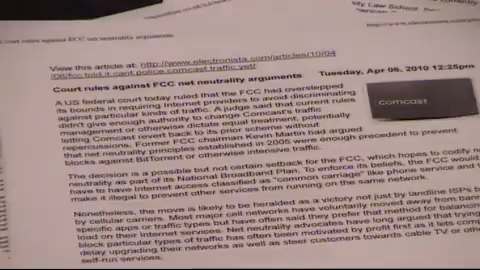 ity Law School
http://www.electronista.com
Court rules against FCC net neutrality arguments
View this article at: http://www.electronista.com/articles/10/04
/06/fcc.told.it.cant.police.comcast.traffic.yet/
Court rules against FCC net neutrality arguments
Tuesday, Apr 06, 2010 12:25pm
A US federal court today ruled that the FCC had overstepped
its bounds in requiring Internet providers to avoid discriminating
against particular kinds of traffic. A judge said that current rules
didn't give enough authority to change Comcast's traffic
management or otherwise dictate equal treatment, potentially
letting Comcast revert back to its prior scheme without
repercussions. Former FCC chairman Kevin Martin had argued
that net neutrality principles established in 2005 were enough precedent to prevent
blocks against BitTorrent or otherwise intensive traffic.
comcast
The decision is a possible but not certain setback for the FCC, which hopes to codify n
neutrality as part of its National Broadband Plan. To enforce its beliefs, the FCC would
have to have Internet access classified as "common carriage" like phone service and
make it illegal to prevent other services from running on the same network.
Nonetheless, the move is likely to be heralded as a victory not just by landline ISPs b
by cellular carriers. Most major cell networks have voluntarily moved away from ban
specific apps or traffic types but have often said they prefer that method for balancin
load on their Internet services. Net neutrality advocates have long argued that trying
block particular types of traffic has often been motivated by profit first as it lets comp
delay upgrading their networks as well as steer customers towards cable TV or othe
self-run services.